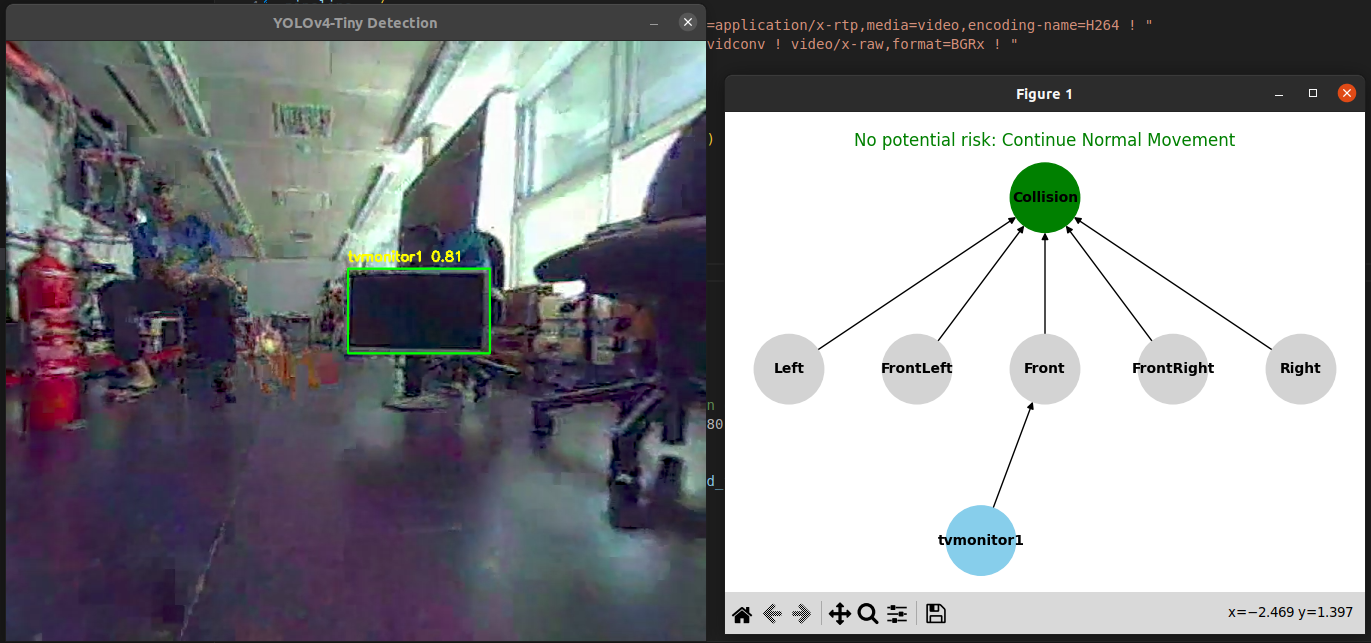 YOLOv4-Tiny Detection
tvmonitor1 0.81
=application/x-rtp,media=video,encoding-name=H264 ! "
vidconv ! video/x-raw,format=BGRx ! "
)
n
80
d_
Figure 1
No potential risk: Continue Normal Movement
Collision
Left FrontLeft Front FrontRight Right
tvmonitor1
x=−2.469 y=1.397